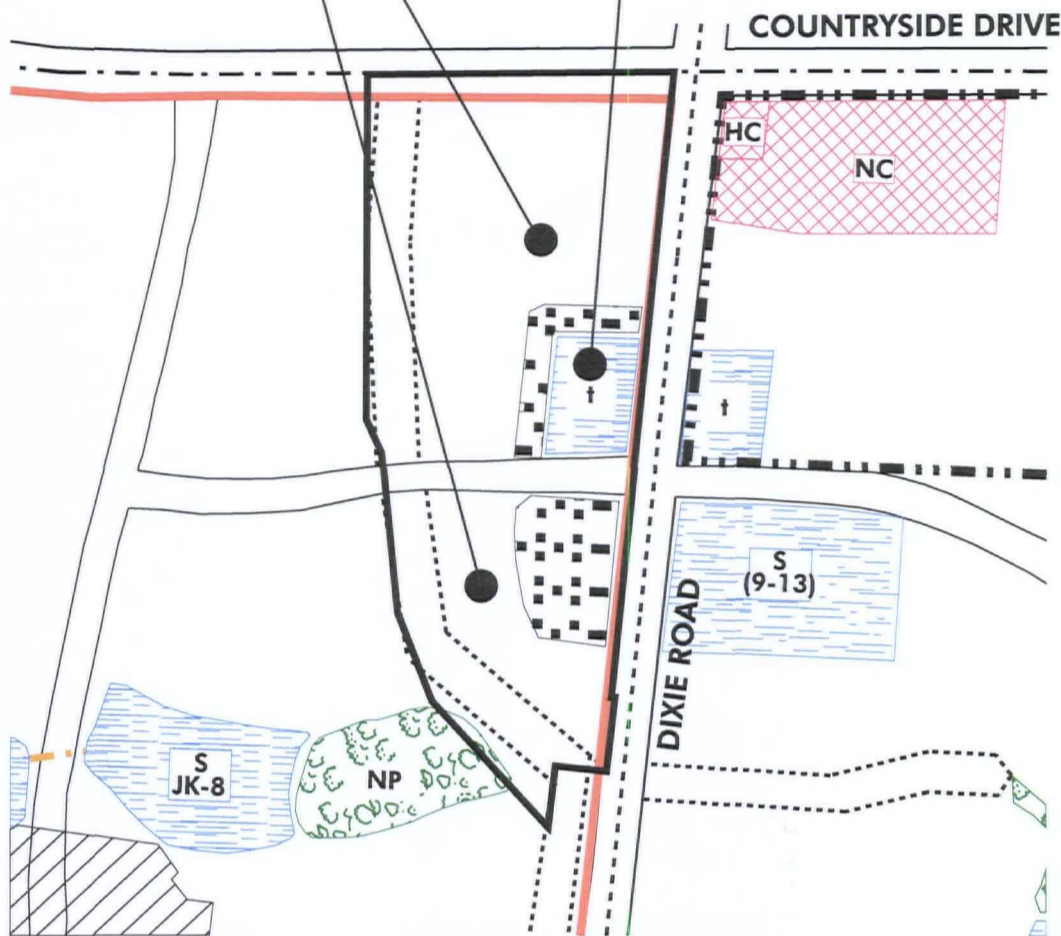 COUNTRYSIDE DRIVE
HC
NC
†
†
S
(9-13)
DIXIE ROAD
S
JK-8
NP